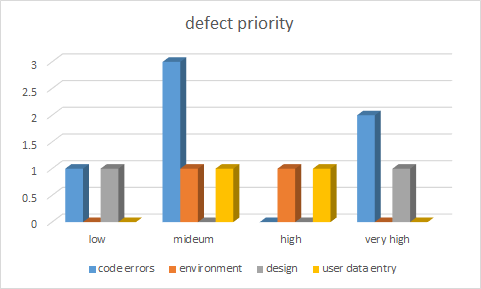 defect priority
3
2.5
2
1.5
1
0.5
0
low mideum high very high
code errors environment design user data entry